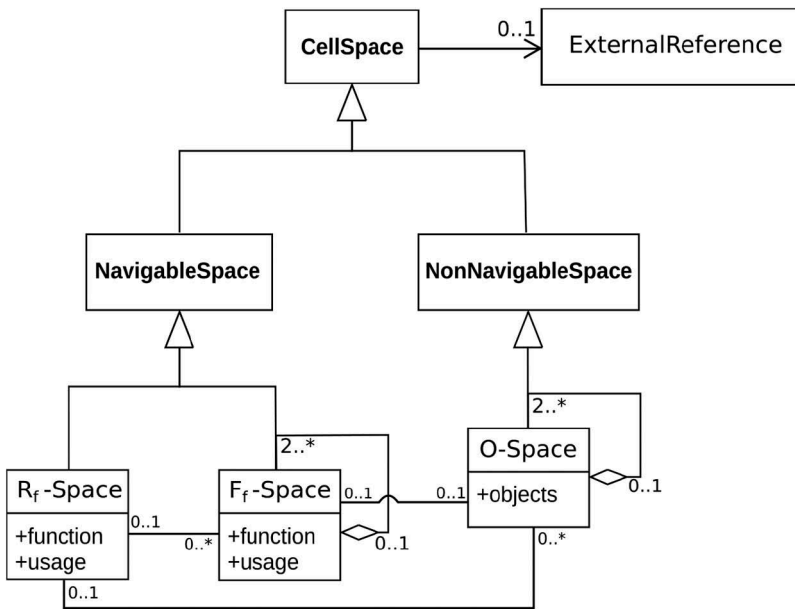 CellSpace
0..1
ExternalReference
NavigableSpace
NonNavigableSpace
2..*
2..*
O-Space
+objects
0..1
0..*
Rf-Space
+function
+usage
0..1
0..1
Ff-Space
+function
+usage
0..*
0..1
0..1
0..1